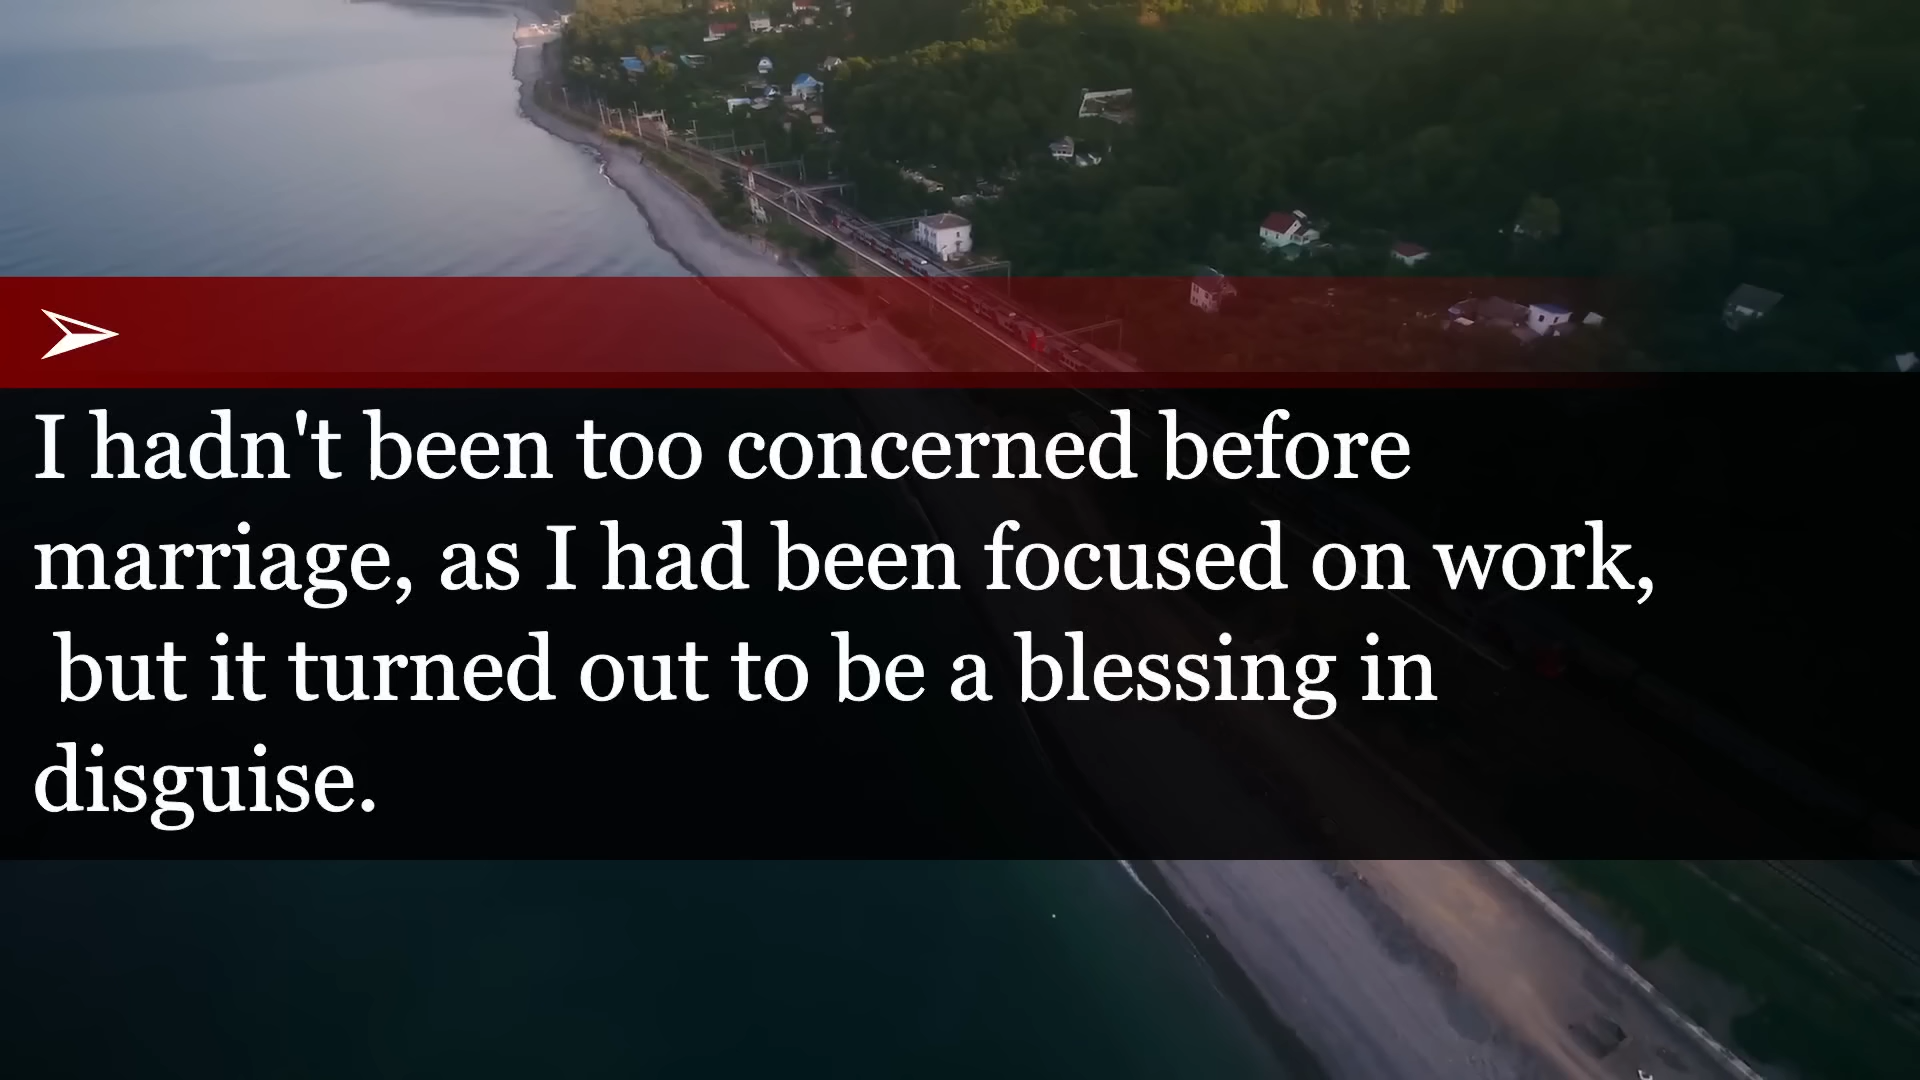 I hadn't been too concerned before
marriage, as I had been focused on work,
but it turned out to be a blessing in
disguise.